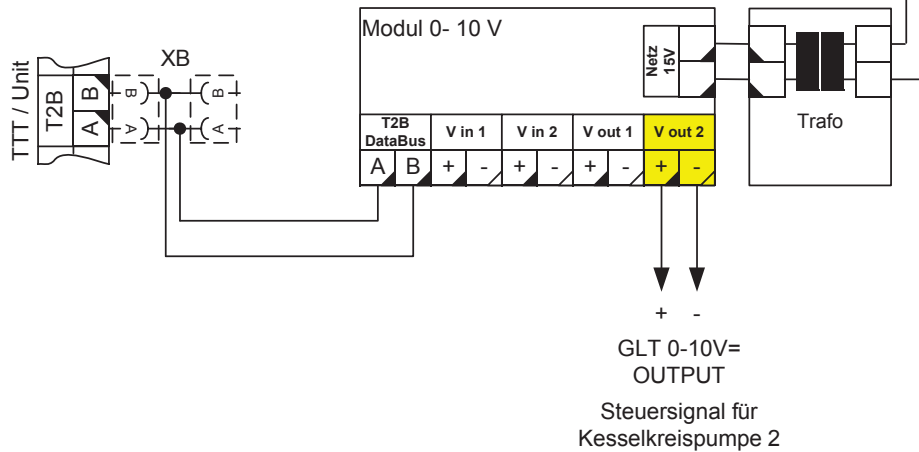 Modul 0- 10 V
XB
TTT / Unit
T2B
B
A
B
A
B
A
Netz
15V
Trafo
T2B
DataBus
V in 1
V in 2
V out 1
V out 2
A B + - + - + - + -
+ -
GLT 0-10V=
OUTPUT
Steuersignal für
Kesselkreispumpe 2